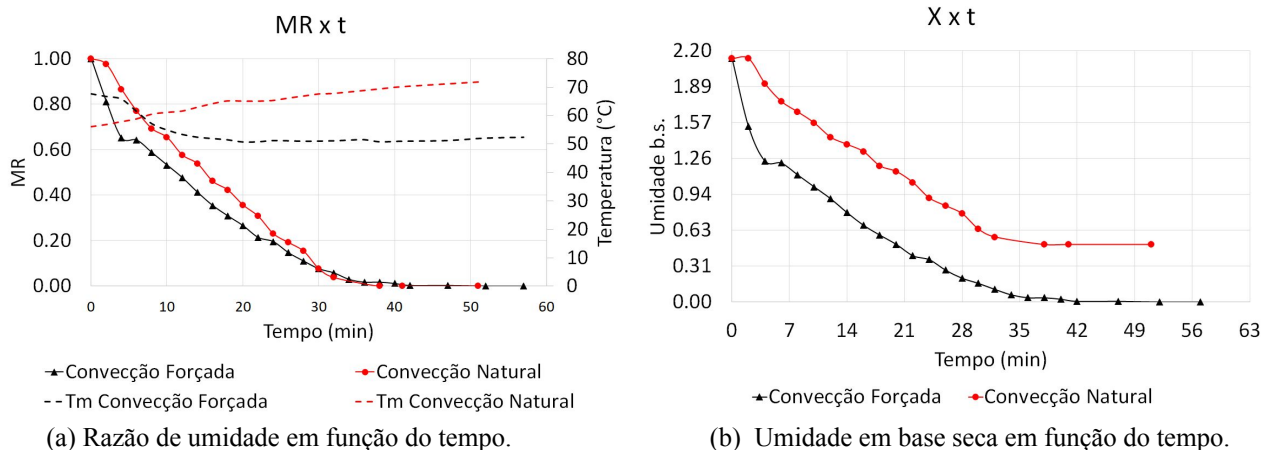 MR x t
1.00
0.80
0.60
0.40
0.20
0.00
MR
80
70
60
50
40
30
20
10
0
Temperatura (°C)
0 10 20 30 40 50 60
Tempo (min)
Convecção Forçada Convecção Natural
Tm Convecção Forçada Tm Convecção Natural
(a) Razão de umidade em função do tempo.
X x t
2.20
1.89
1.57
1.26
0.94
0.63
0.31
0.00
Umidade b.s.
0 7 14 21 28 35 42 49 56 63
Tempo (min)
Convecção Forçada Convecção Natural
(b) Umidade em base seca em função do tempo.